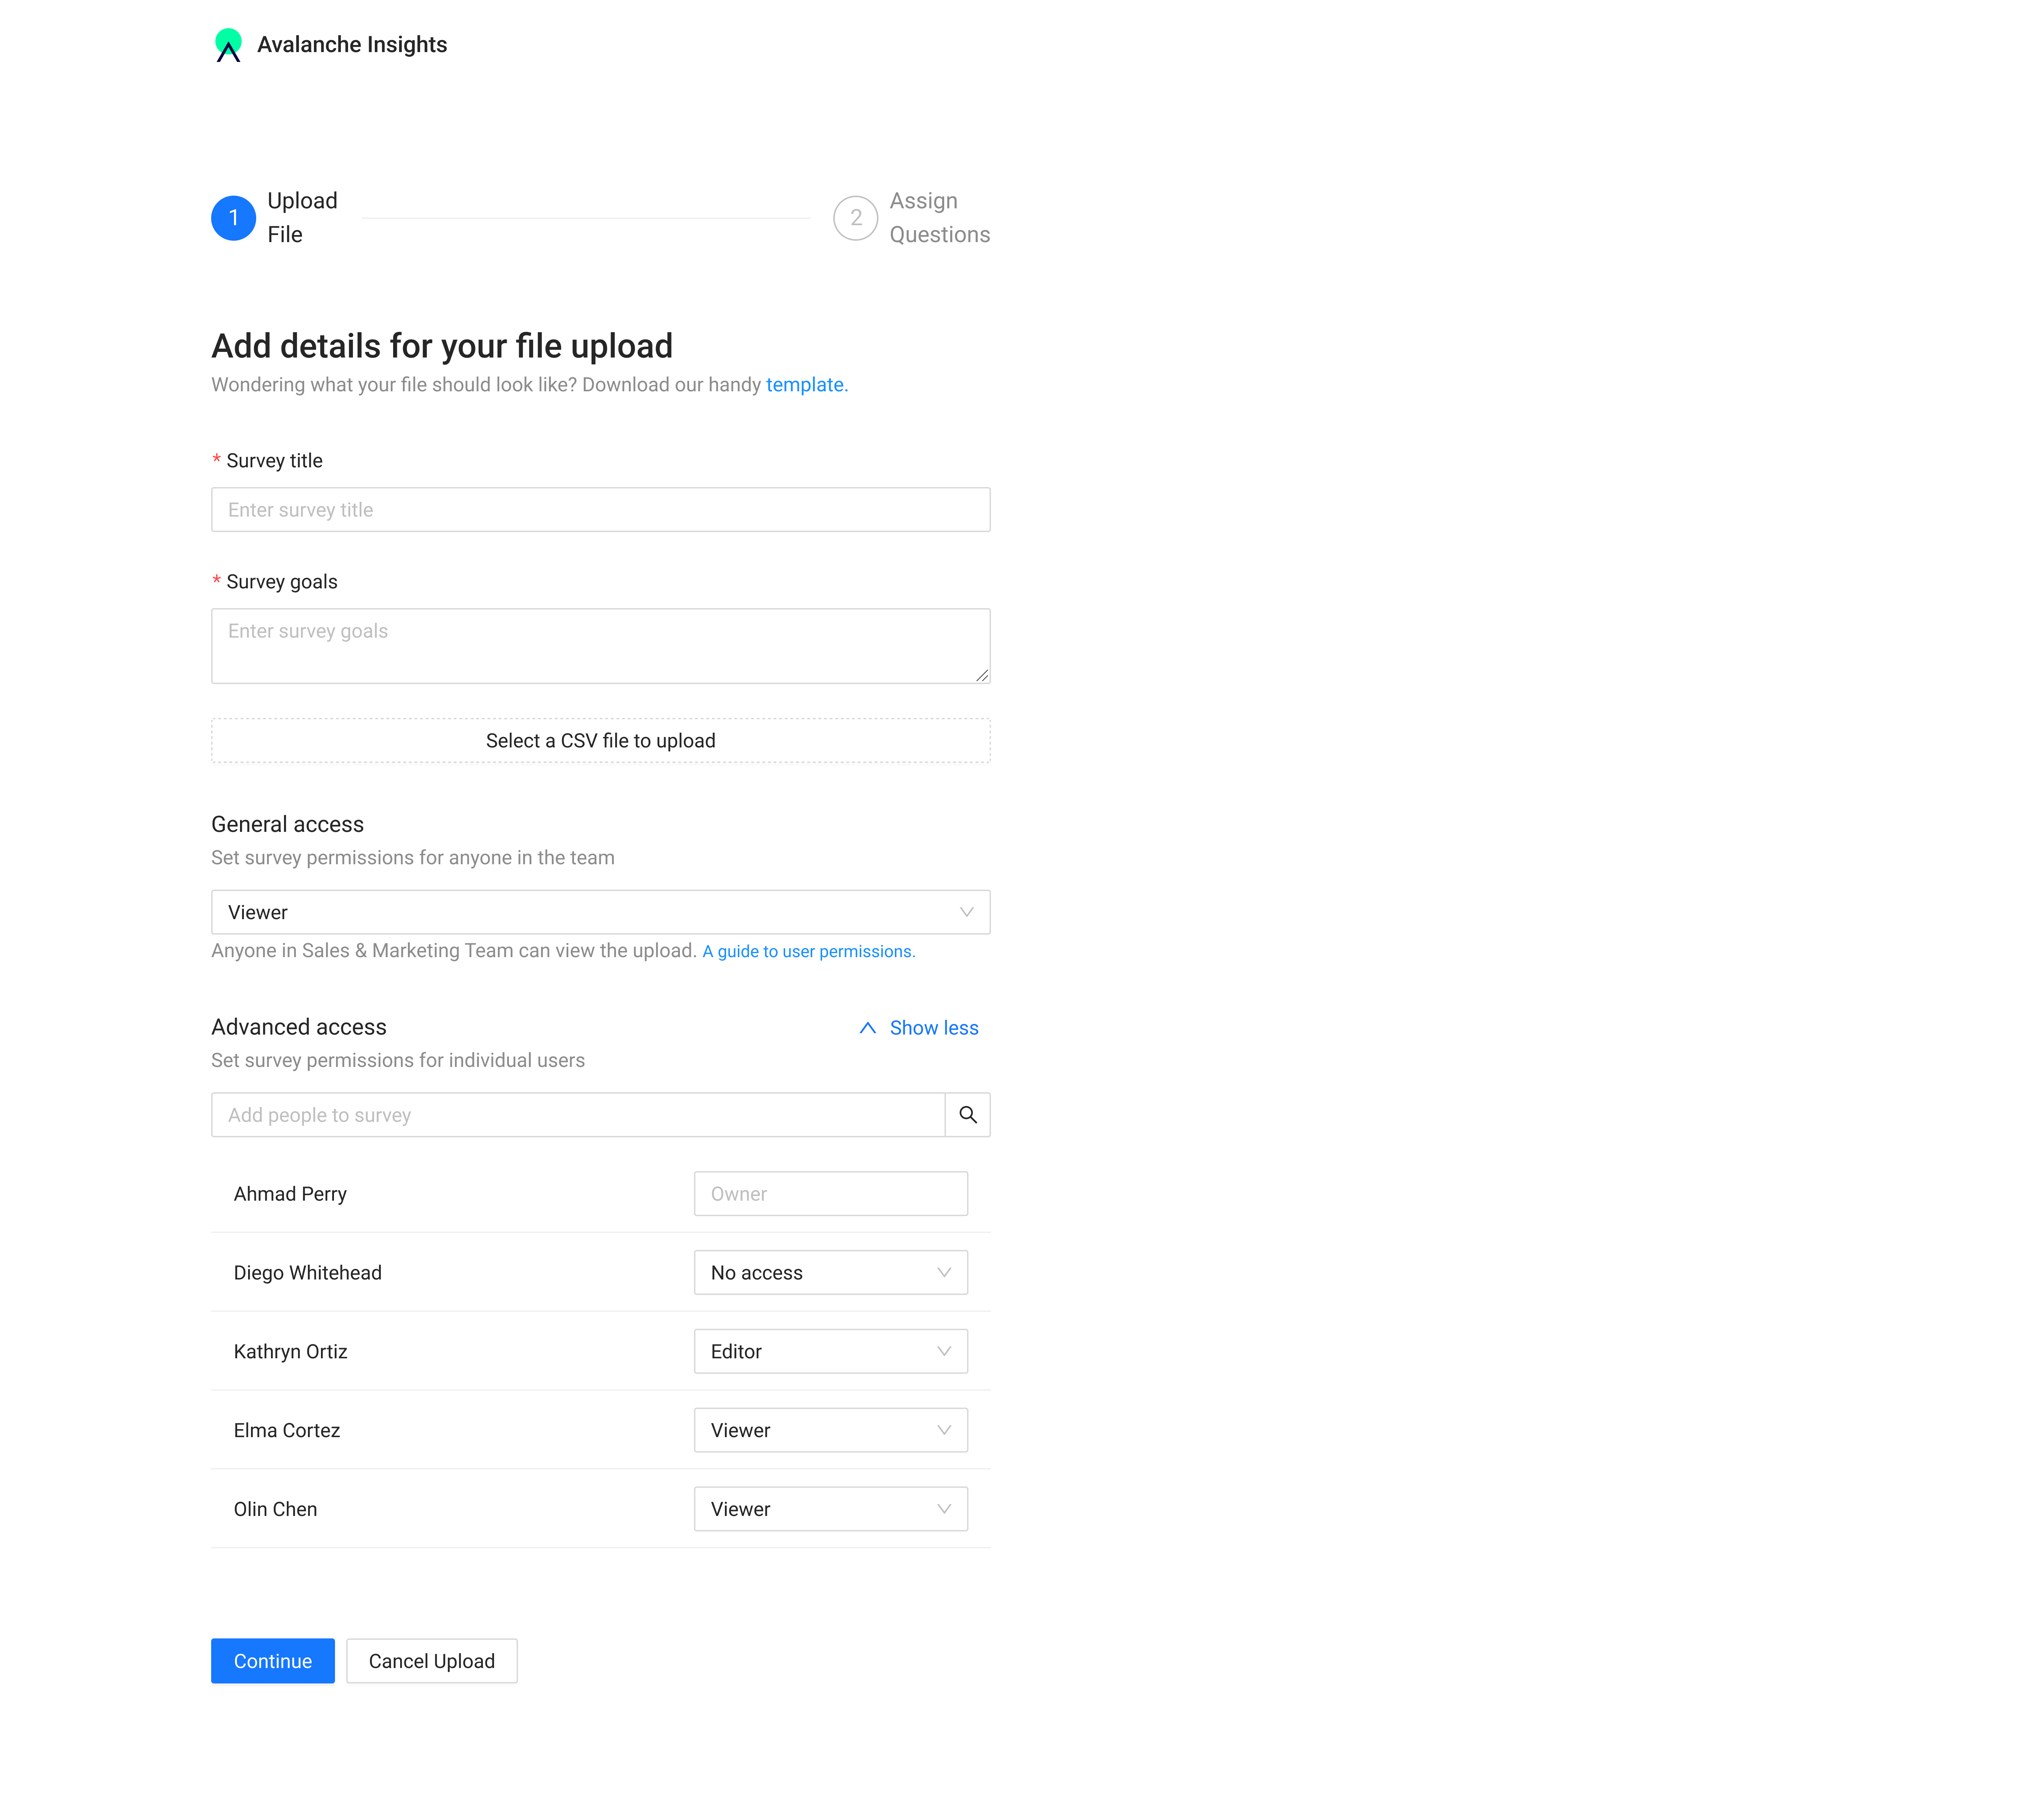 Avalanche Insights
1 Upload File
2 Assign Questions
Add details for your file upload
Wondering what your file should look like? Download our handy template.
* Survey title
Enter survey title
* Survey goals
Enter survey goals
Select a CSV file to upload
General access
Set survey permissions for anyone in the team
Viewer
Anyone in Sales & Marketing Team can view the upload. A guide to user permissions.
Advanced access Show less
Set survey permissions for individual users
Add people to survey
Ahmad Perry Owner
Diego Whitehead No access
Kathryn Ortiz Editor
Elma Cortez Viewer
Olin Chen Viewer
Continue Cancel Upload